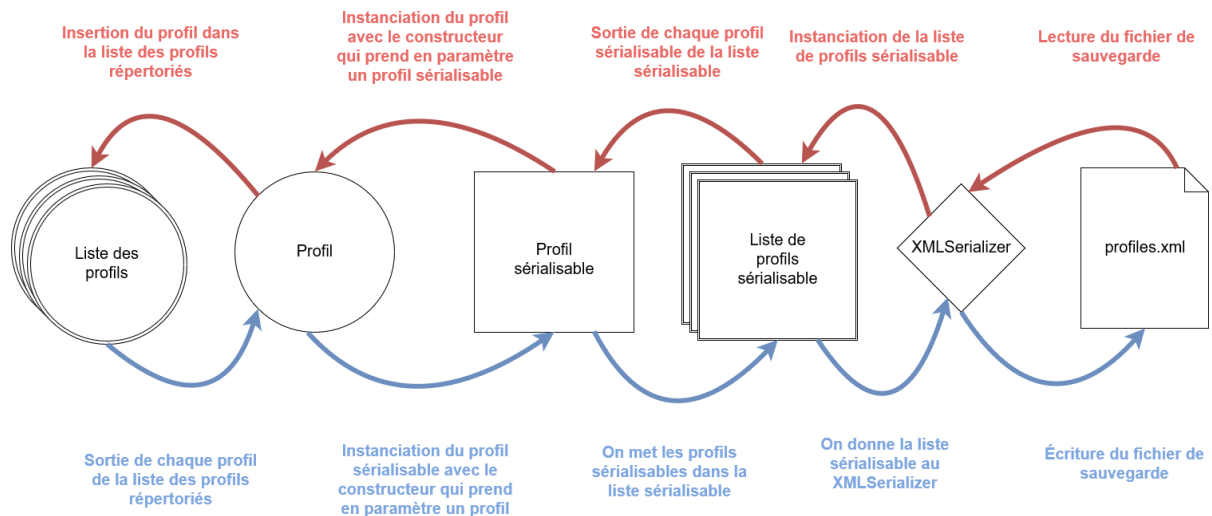 Insertion du profil dans
la liste des profils
répertoriés
Instanciation du profil
avec le constructeur
qui prend en paramètre
un profil sérialisable
Sortie de chaque profil
sérialisable de la liste
sérialisable
Instanciation de la liste
de profils sérialisable
Lecture du fichier de
sauvegarde
Liste des
profils
Profil
Profil
sérialisable
Liste de
profils
sérialisable
XMLSerializer
profiles.xml
Sortie de chaque profil
de la liste des profils
répertoriés
Instanciation du profil
sérialisable avec le
constructeur qui prend
en paramètre un profil
On met les profils
sérialisables dans la
liste sérialisable
On donne la liste
sérialisable au
XMLSerializer
Écriture du fichier de
sauvegarde